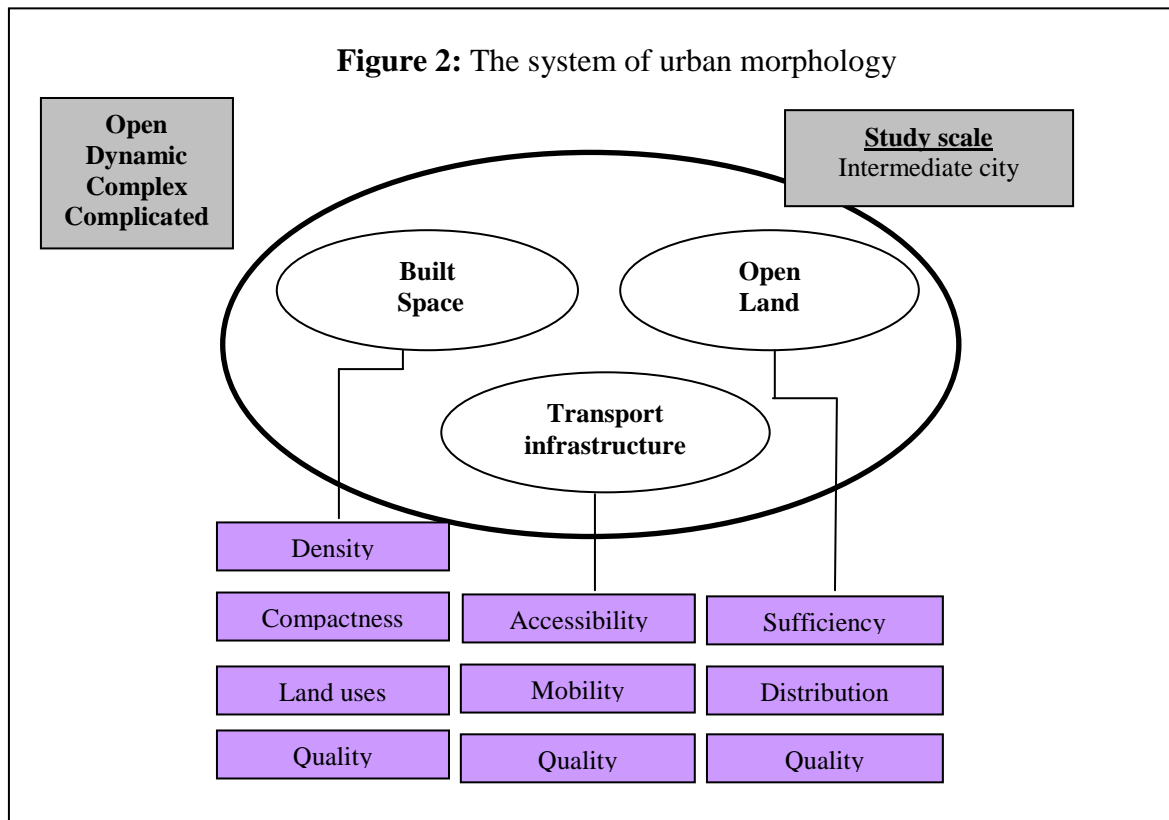 Figure 2: The system of urban morphology
Open
Dynamic
Complex
Complicated
Study scale
Intermediate city
Built
Space
Open
Land
Transport
infrastructure
Density
Compactness
Land uses
Quality
Accessibility
Mobility
Quality
Sufficiency
Distribution
Quality